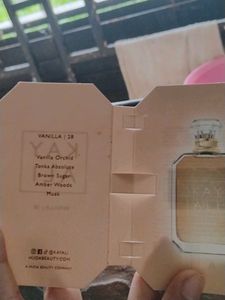 VANILLA | 28
Vanilla Orchid
Tonka Absolute
Brown Sugar
Amber Woods
Musk
@KAYALI
HUDABEAUTY.COM
A HUDA BEAUTY COMPANY
KAYALI